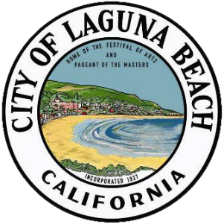 CITY OF LAGUNA BEACH
HOME OF THE FESTIVAL OF ARTS
AND
PAGEANT OF THE MASTERS
INCORPORATED 1927
CALIFORNIA